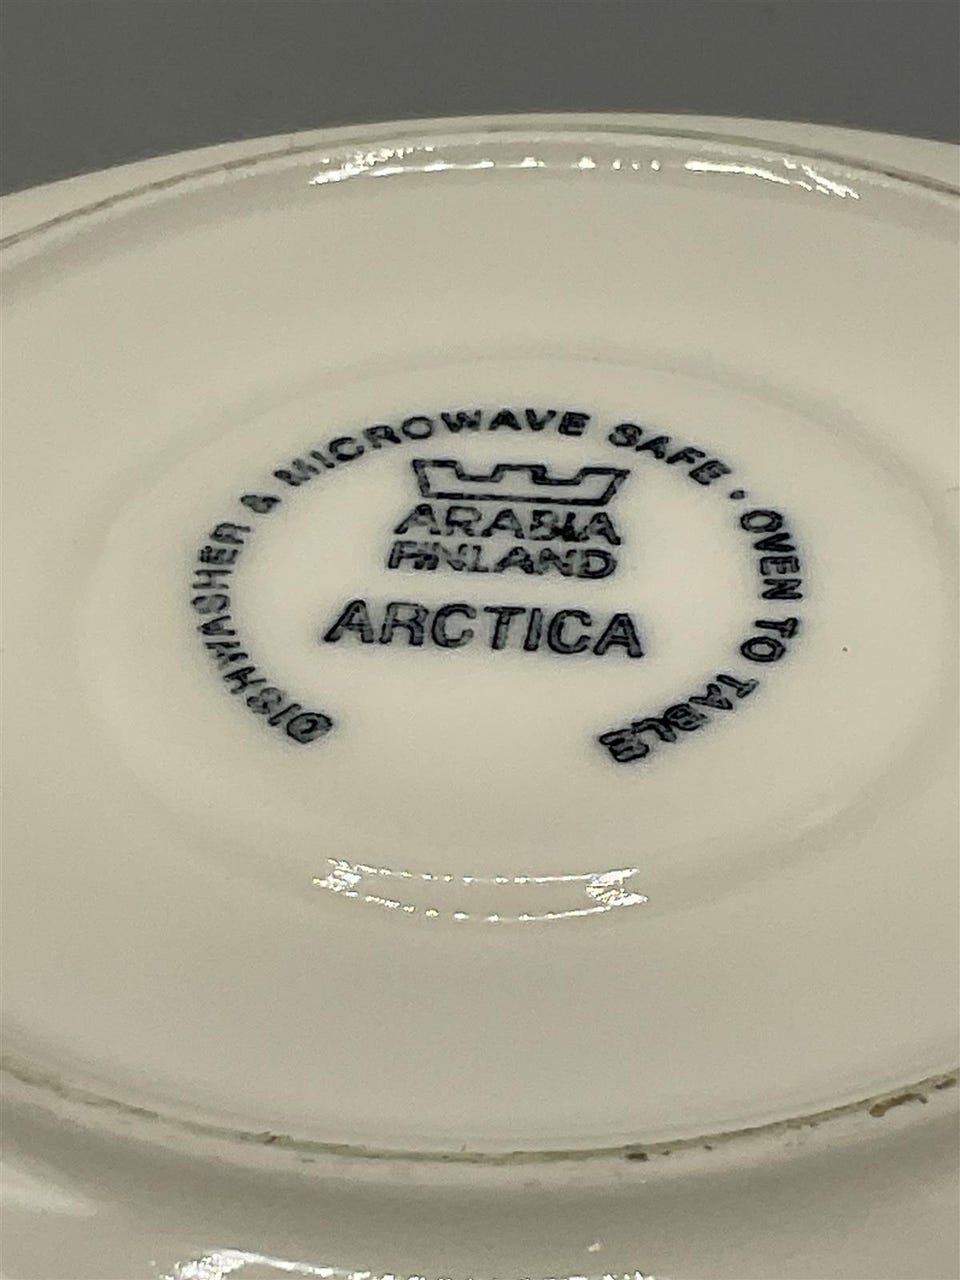 DISHWASHER & MICROWAVE SAFE · OVEN TO TABLE
ARABIA
FINLAND
ARCTICA